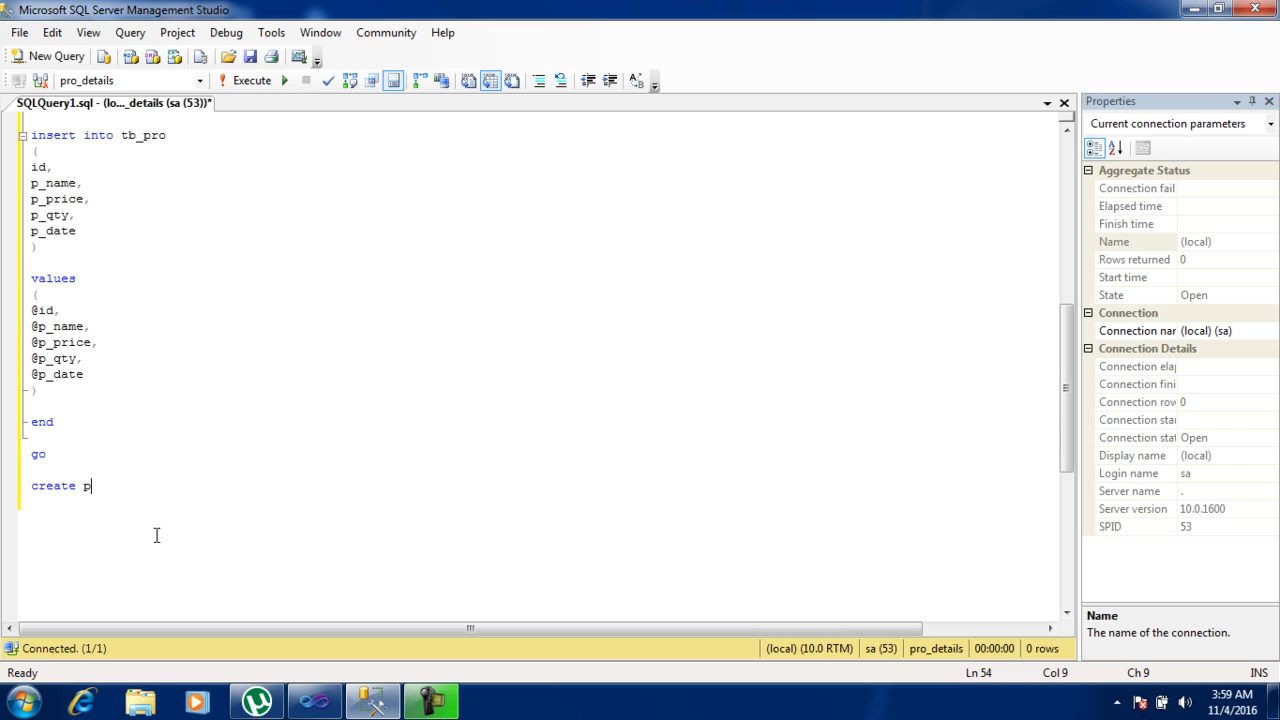 Microsoft SQL Server Management Studio
File Edit View Query Project Debug Tools Window Community Help
New Query
pro_details Execute
SQLQuery1.sql - (lo..._details (sa (53))*
Properties
Current connection parameters
insert into tb_pro
(
id,
p_name,
p_price,
p_qty,
p_date
)
values
(
@id,
@p_name,
@p_price,
@p_qty,
@p_date
)
end
go
create p
Aggregate Status
Connection fail
Elapsed time
Finish time
Name (local)
Rows returned 0
Start time
State Open
Connection
Connection nar (local) (sa)
Connection Details
Connection ela
Connection fini
Connection row 0
Connection star
Connection stat Open
Display name (local)
Login name sa
Server name .
Server version 10.0.1600
SPID 53
Name
The name of the connection.
Connected. (1/1) (local) (10.0 RTM) sa (53) pro_details 00:00:00 0 rows
Ready Ln 54 Col 9 Ch 9 INS
3:59 AM
11/4/2016